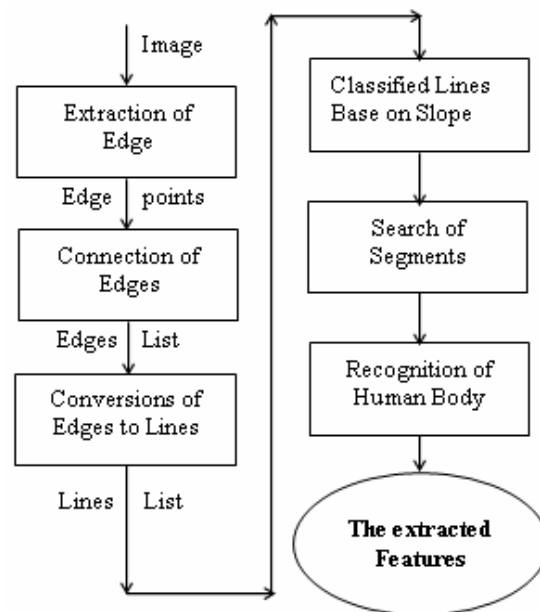 Image
Extraction of
Edge
Edge points
Connection of
Edges
Edges List
Conversions of
Edges to Lines
Lines List
Classified Lines
Base on Slope
Search of
Segments
Recognition of
Human Body
The extracted
Features